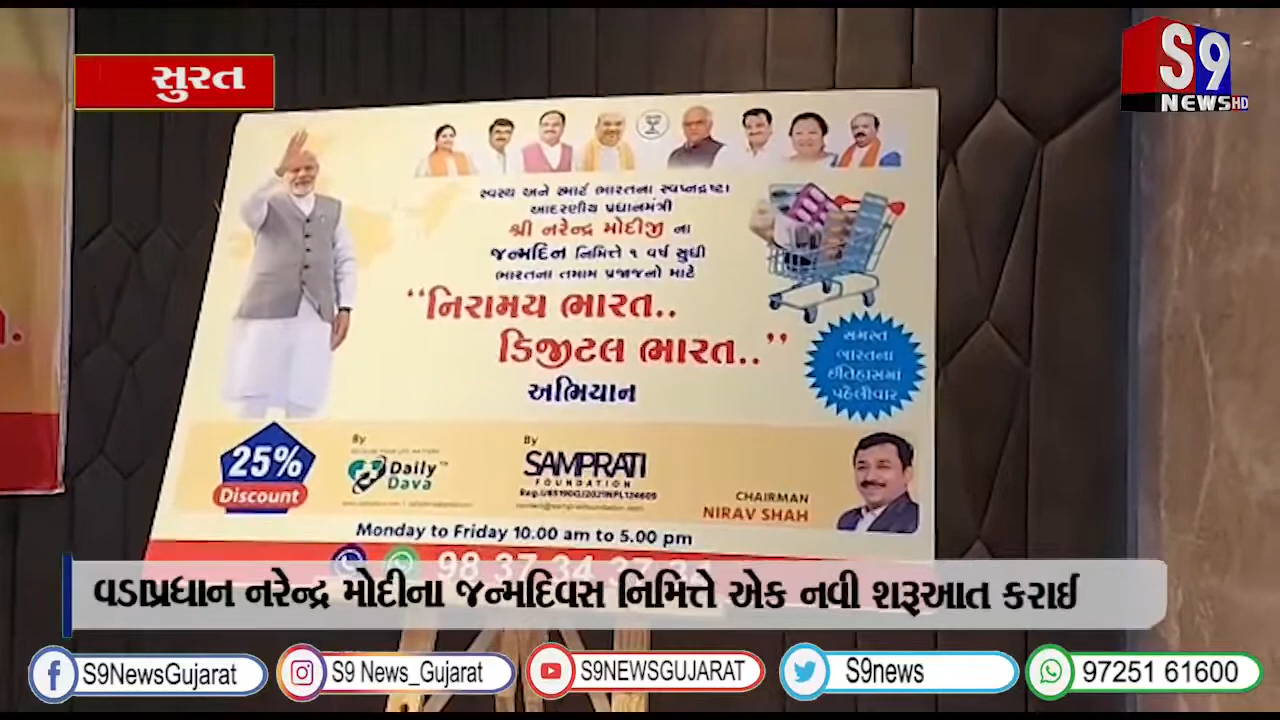 સુરત
S9
NEWS HD
સ્વસ્થ અને સ્માર્ટ ભારતના સ્વપ્નદ્રષ્ટા
આદરણીય પ્રધાનમંત્રી
શ્રી નરેન્દ્ર મોદીજી ના
જન્મદિન નિમિત્તે ૧ વર્ષ સુધી
ભારતના તમામ પ્રજાજનો માટે
“નિરામય ભારત..
ડિજીટલ ભારત..”
અભિયાન
સમસ્ત
ભારતના
ઈતિહાસમાં
પહેલીવાર
25%
Discount
By
Daily
Dava
By
SAMPRATI
FOUNDATION
CHAIRMAN
NIRAV SHAH
Monday to Friday 10.00 am to 5.00 pm
વડાપ્રધાન નરેન્દ્ર મોદીના જન્મદિવસ નિમિત્તે એક નવી શરૂઆત કરાઈ
S9NewsGujarat
S9 News_Gujarat
S9NEWSGUJARAT
S9news
97251 61600